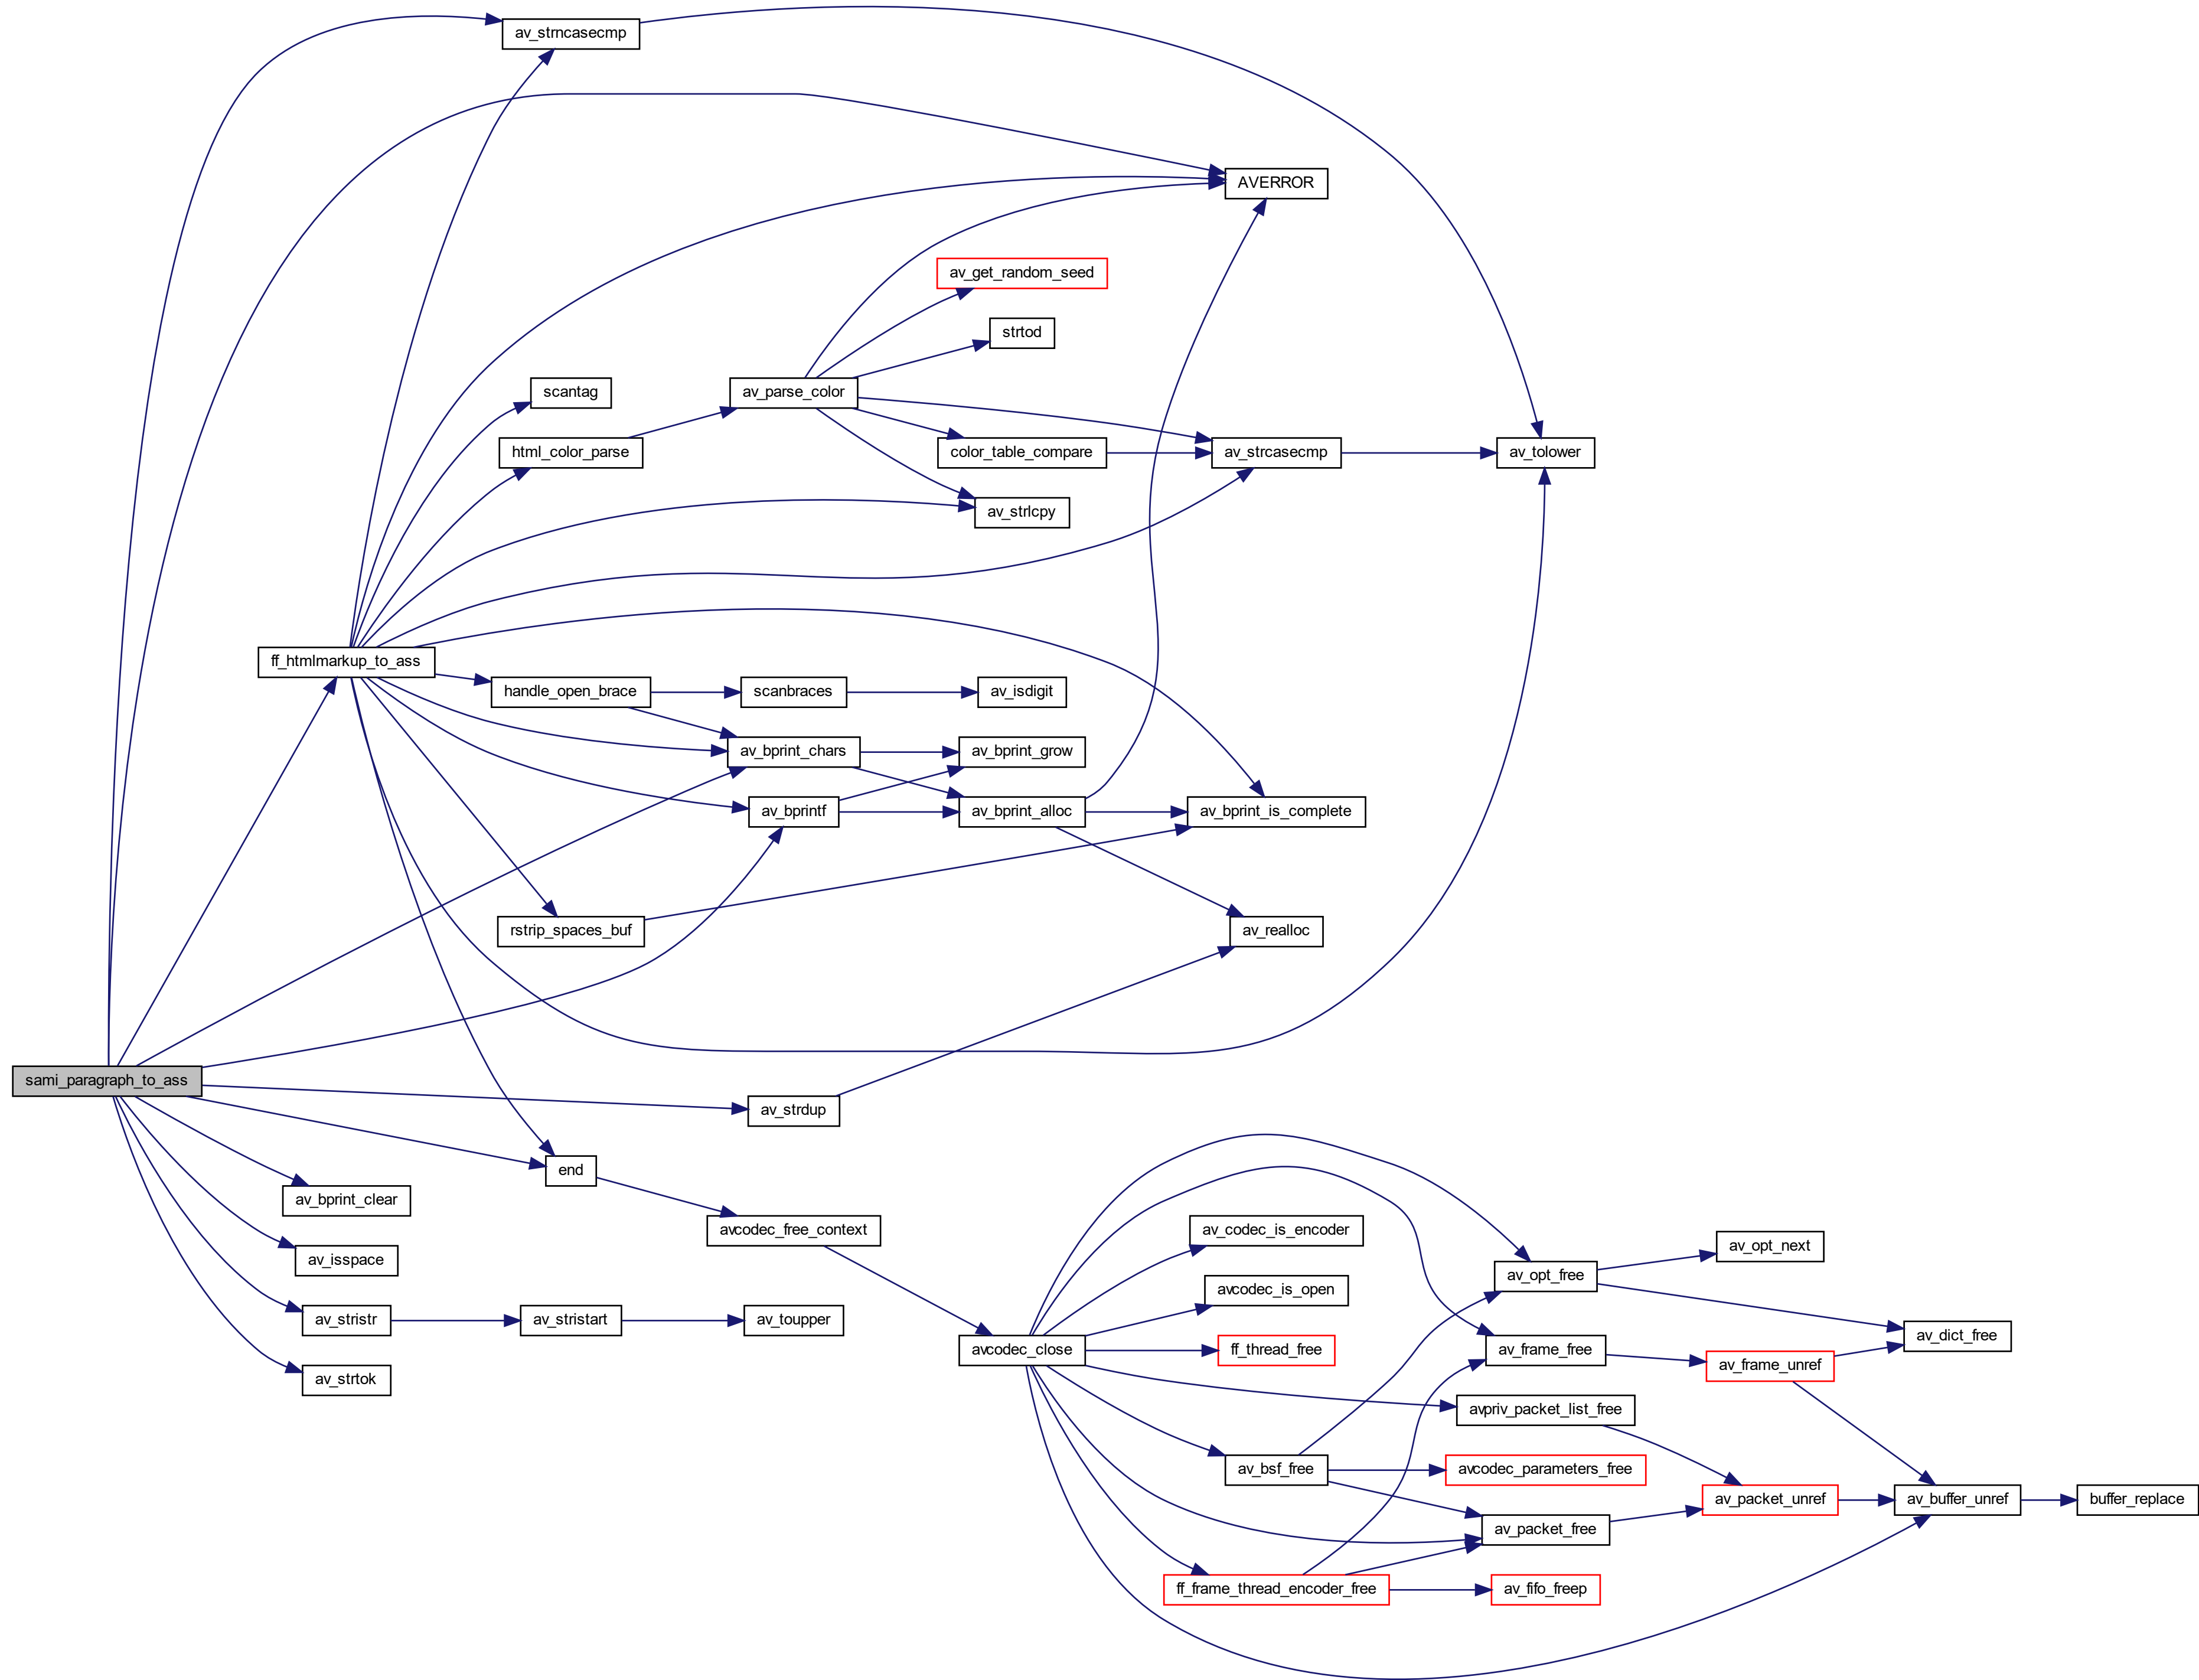 av_strncasecmp
AVERROR
av_get_random_seed
strtod
scantag
av_parse_color
html_color_parse
color_table_compare
av_strcasecmp
av_tolower
av_strlcpy
ff_htmlmarkup_to_ass
handle_open_brace
scanbraces
av_isdigit
av_bprint_chars
av_bprint_grow
av_bprintf
av_bprint_alloc
av_bprint_is_complete
rstrip_spaces_buf
av_realloc
sami_paragraph_to_ass
av_strdup
end
av_bprint_clear
avcodec_free_context
av_codec_is_encoder
av_opt_next
av_isspace
av_opt_free
avcodec_is_open
av_stristr
av_stristart
av_toupper
av_dict_free
avcodec_close
ff_thread_free
av_frame_free
av_frame_unref
av_strtok
avpriv_packet_list_free
av_bsf_free
avcodec_parameters_free
av_packet_unref
av_buffer_unref
buffer_replace
av_packet_free
ff_frame_thread_encoder_free
av_fifo_freep